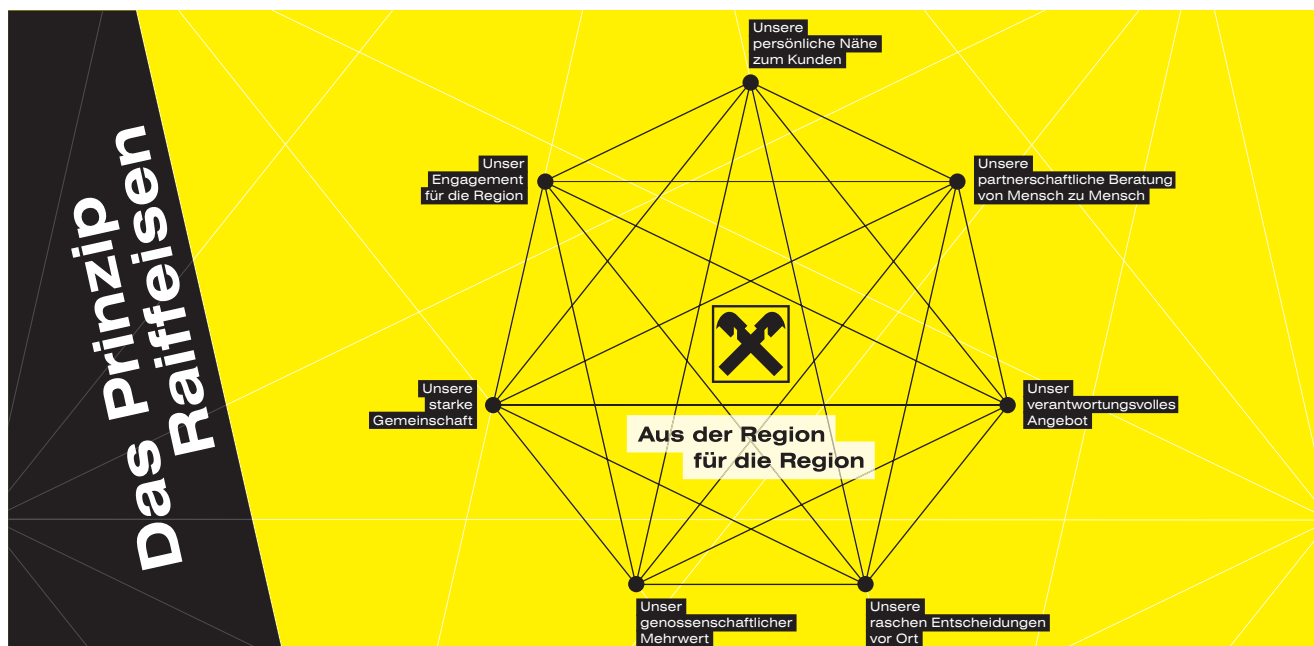 Das Prinzip
Raiffeisen
Unsere
persönliche Nähe
zum Kunden
Unser
Engagement
für die Region
Unsere
partnerschaftliche Beratung
von Mensch zu Mensch
Unsere
starke
Gemeinschaft
Unser
verantwortungsvolles
Angebot
Aus der Region
für die Region
Unser
genossenschaftlicher
Mehrwert
Unsere
raschen Entscheidungen
vor Ort